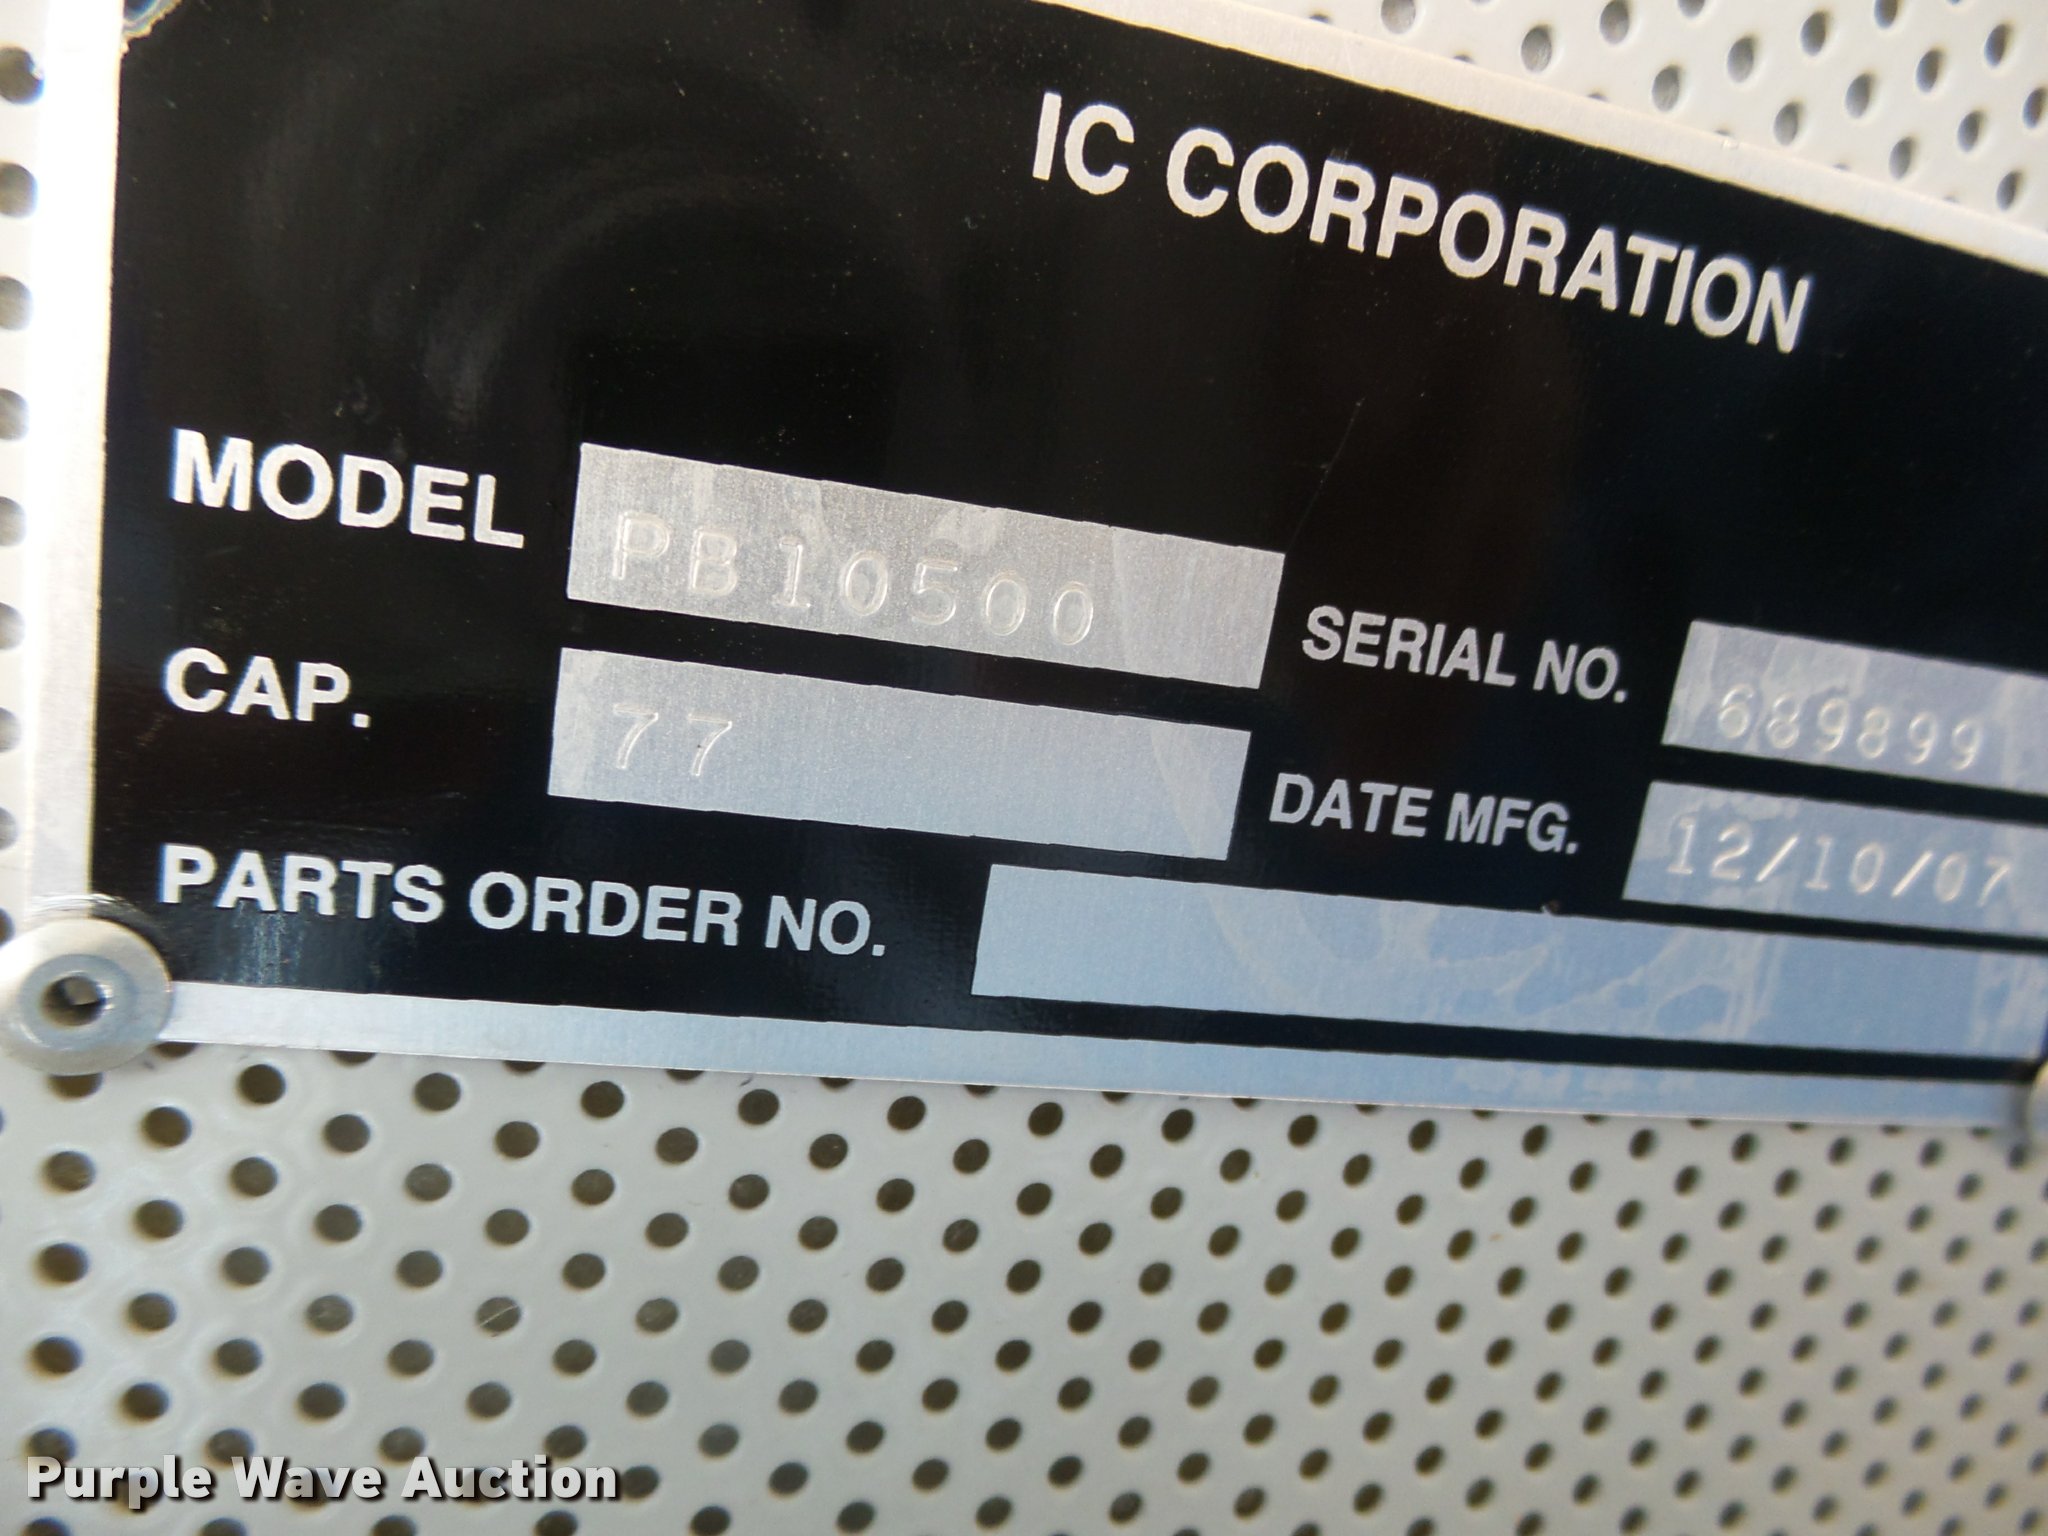 IC CORPORATION
MODEL PB10500
SERIAL NO. 689899
CAP. 77
DATE MFG. 12/10/07
PARTS ORDER NO.
Purple Wave Auction